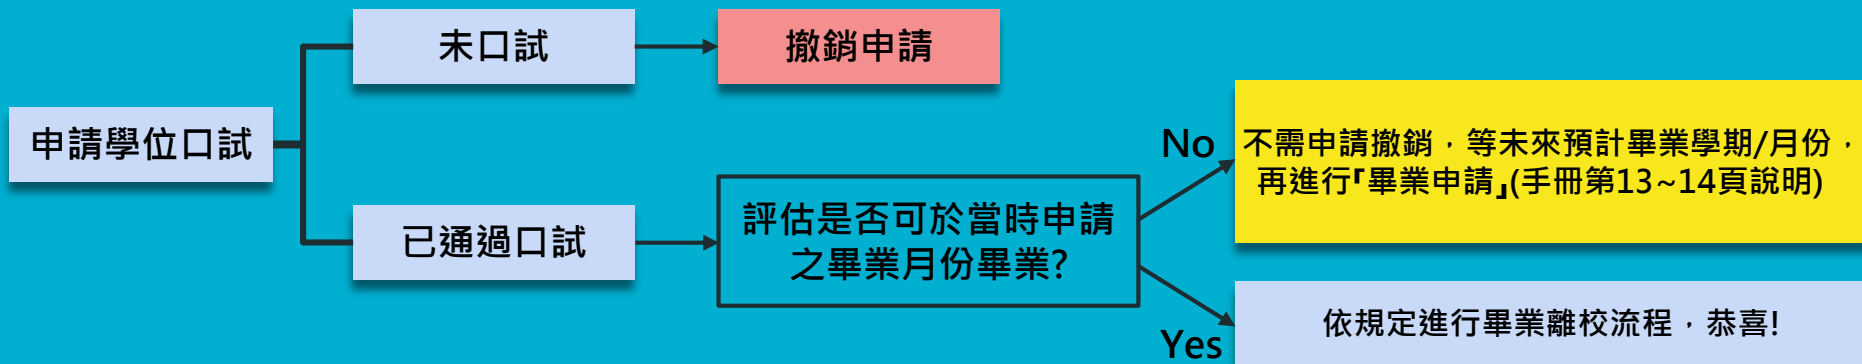 未口試
撤銷申請
申請學位口試
已通過口試
評估是否可於當時申請
之畢業月份畢業?
No
不需申請撤銷，等未來預計畢業學期/月份，
再進行『畢業申請』(手冊第13~14頁說明)
Yes
依規定進行畢業離校流程，恭喜!